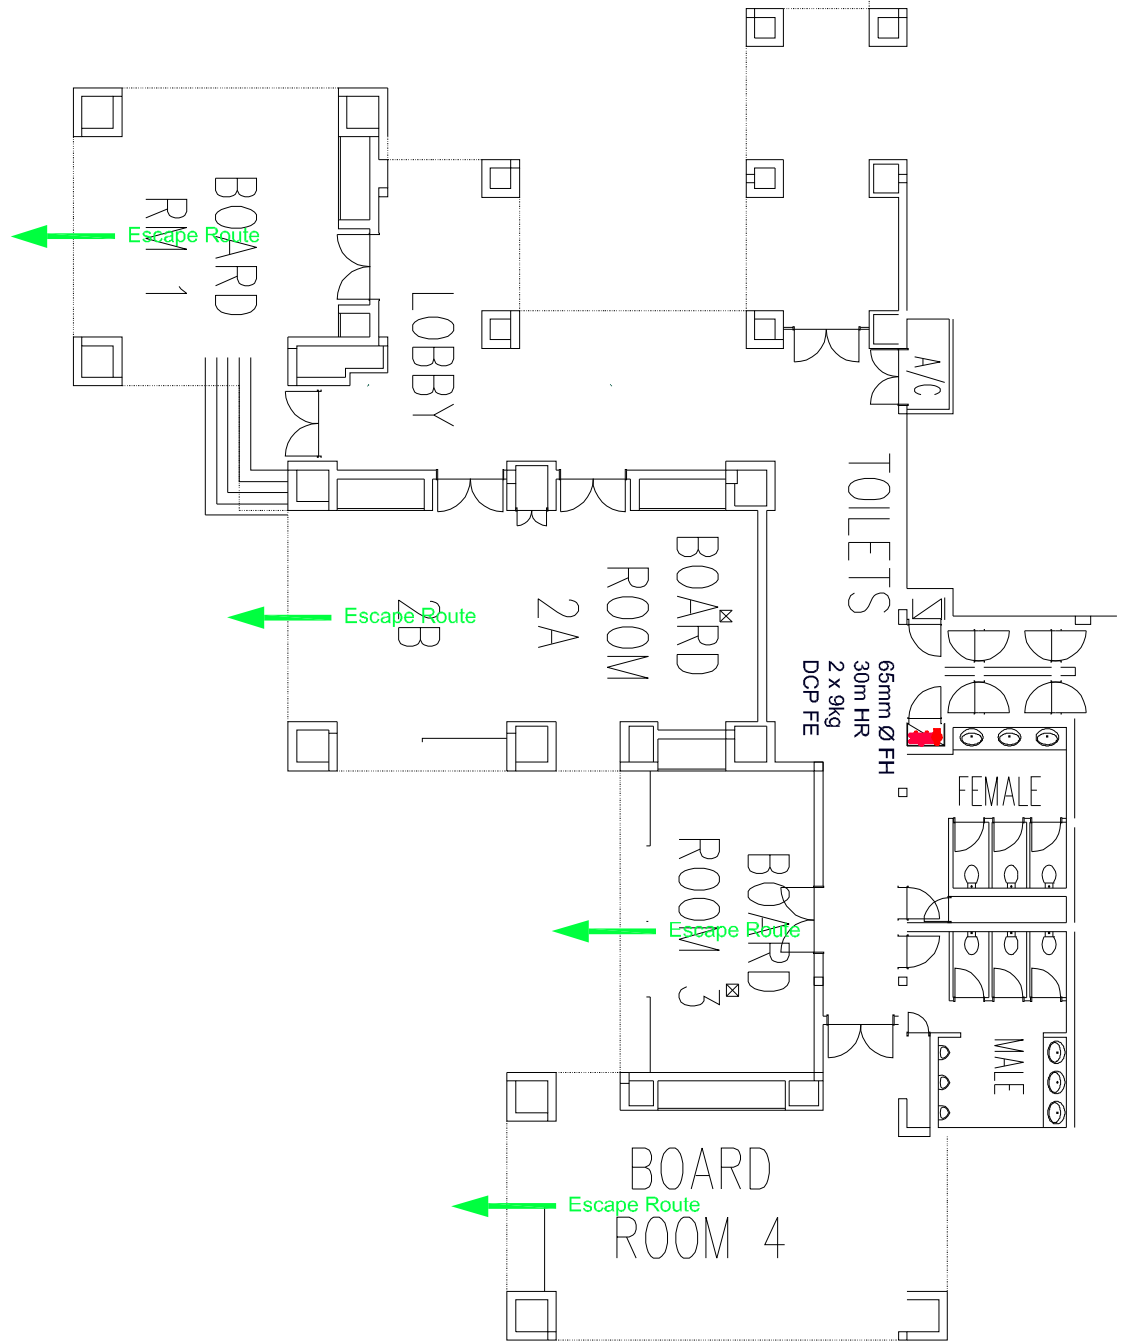 BOARD
RM 1
Escape Route
LOBBY
A/C
TOILETS
BOARD
ROOM
2A
2B
Escape Route
65mm Ø FH
30m HR
2 x 9kg
DCP FE
FEMALE
BOARD
ROOM 3
Escape Route
MALE
BOARD
ROOM 4
Escape Route